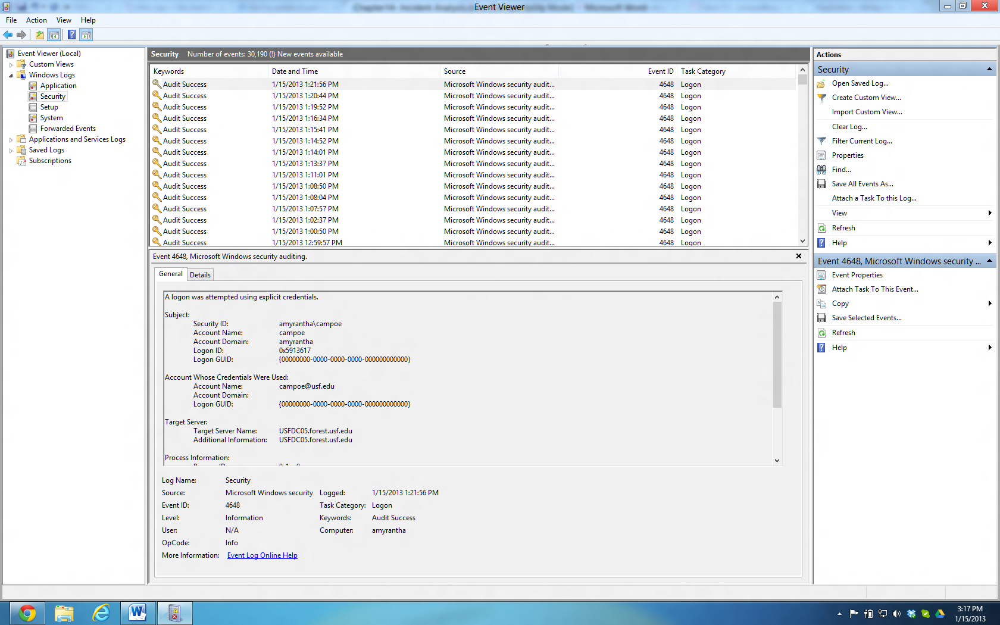 Event Viewer
File Action View Help
Event Viewer (Local)
Custom Views
Windows Logs
Application
Security
Setup
System
Forwarded Events
Applications and Services Logs
Saved Logs
Subscriptions
Security Number of events: 30,190 (!) New events available
Keywords Date and Time Source Event ID Task Category
Audit Success 1/15/2013 1:21:56 PM Microsoft Windows security audit... 4648 Logon
Audit Success 1/15/2013 1:20:44 PM Microsoft Windows security audit... 4648 Logon
Audit Success 1/15/2013 1:19:52 PM Microsoft Windows security audit... 4648 Logon
Audit Success 1/15/2013 1:16:34 PM Microsoft Windows security audit... 4648 Logon
Audit Success 1/15/2013 1:15:41 PM Microsoft Windows security audit... 4648 Logon
Audit Success 1/15/2013 1:14:52 PM Microsoft Windows security audit... 4648 Logon
Audit Success 1/15/2013 1:14:01 PM Microsoft Windows security audit... 4648 Logon
Audit Success 1/15/2013 1:13:37 PM Microsoft Windows security audit... 4648 Logon
Audit Success 1/15/2013 1:11:01 PM Microsoft Windows security audit... 4648 Logon
Audit Success 1/15/2013 1:08:50 PM Microsoft Windows security audit... 4648 Logon
Audit Success 1/15/2013 1:08:04 PM Microsoft Windows security audit... 4648 Logon
Audit Success 1/15/2013 1:07:57 PM Microsoft Windows security audit... 4648 Logon
Audit Success 1/15/2013 1:02:37 PM Microsoft Windows security audit... 4648 Logon
Audit Success 1/15/2013 1:00:50 PM Microsoft Windows security audit... 4648 Logon
Audit Success 1/15/2013 12:59:57 PM Microsoft Windows security audit... 4648 Logon
Event 4648, Microsoft Windows security auditing.
General Details
A logon was attempted using explicit credentials.
Subject:
Security ID: amyrantha\campoe
Account Name: campoe
Account Domain: amyrantha
Logon ID: 0x5913617
Logon GUID: {00000000-0000-0000-0000-000000000000}
Account Whose Credentials Were Used:
Account Name: campoe@usf.edu
Account Domain:
Logon GUID: {00000000-0000-0000-0000-000000000000}
Target Server:
Target Server Name: USFDC05.forest.usf.edu
Additional Information: USFDC05.forest.usf.edu
Process Information:
Log Name: Security
Source: Microsoft Windows security Logged: 1/15/2013 1:21:56 PM
Event ID: 4648 Task Category: Logon
Level: Information Keywords: Audit Success
User: N/A Computer: amyrantha
OpCode: Info
More Information: Event Log Online Help
Actions
Security
Open Saved Log...
Create Custom View...
Import Custom View...
Clear Log...
Filter Current Log...
Properties
Find...
Save All Events As...
Attach a Task To this Log...
View
Refresh
Help
Event 4648, Microsoft Windows security ...
Event Properties
Attach Task To This Event...
Copy
Save Selected Events...
Refresh
Help
3:17 PM
1/15/2013